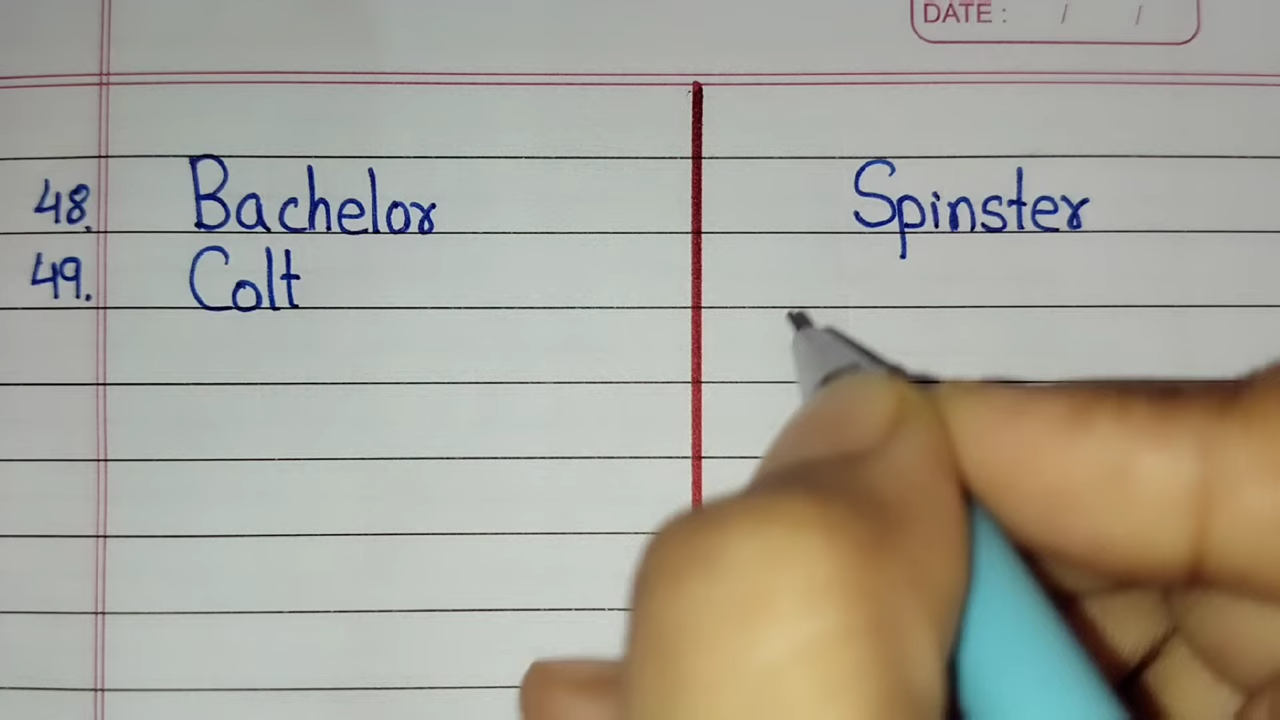 DATE : / /
48. Bachelor Spinster
49. Colt